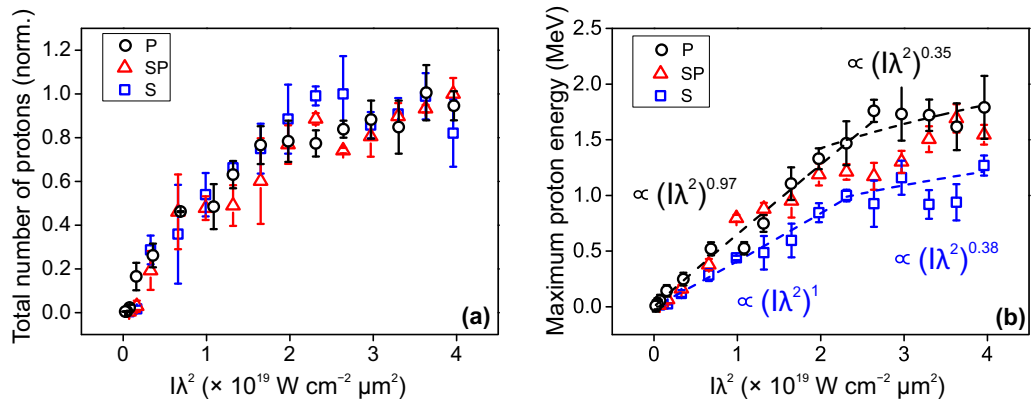 Total number of protons (norm.)
1.2
1.0
0.8
0.6
0.4
0.2
0.0
P
SP
S
(a)
0
1
2
3
4
Iλ² (× 10¹⁹ W cm⁻² μm²)
Maximum proton energy (MeV)
2.5
2.0
1.5
1.0
0.5
0.0
P
SP
S
∝ (Iλ²)⁰·³⁵
∝ (Iλ²)⁰·⁹⁷
∝ (Iλ²)⁰·³⁸
∝ (Iλ²)¹
(b)
0
1
2
3
4
Iλ² (× 10¹⁹ W cm⁻² μm²)